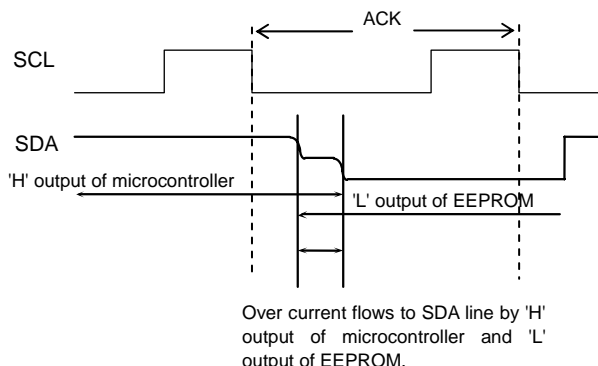 ACK
SCL
SDA
'H' output of microcontroller
'L' output of EEPROM
Over current flows to SDA line by 'H'
output of microcontroller and 'L'
output of EEPROM.